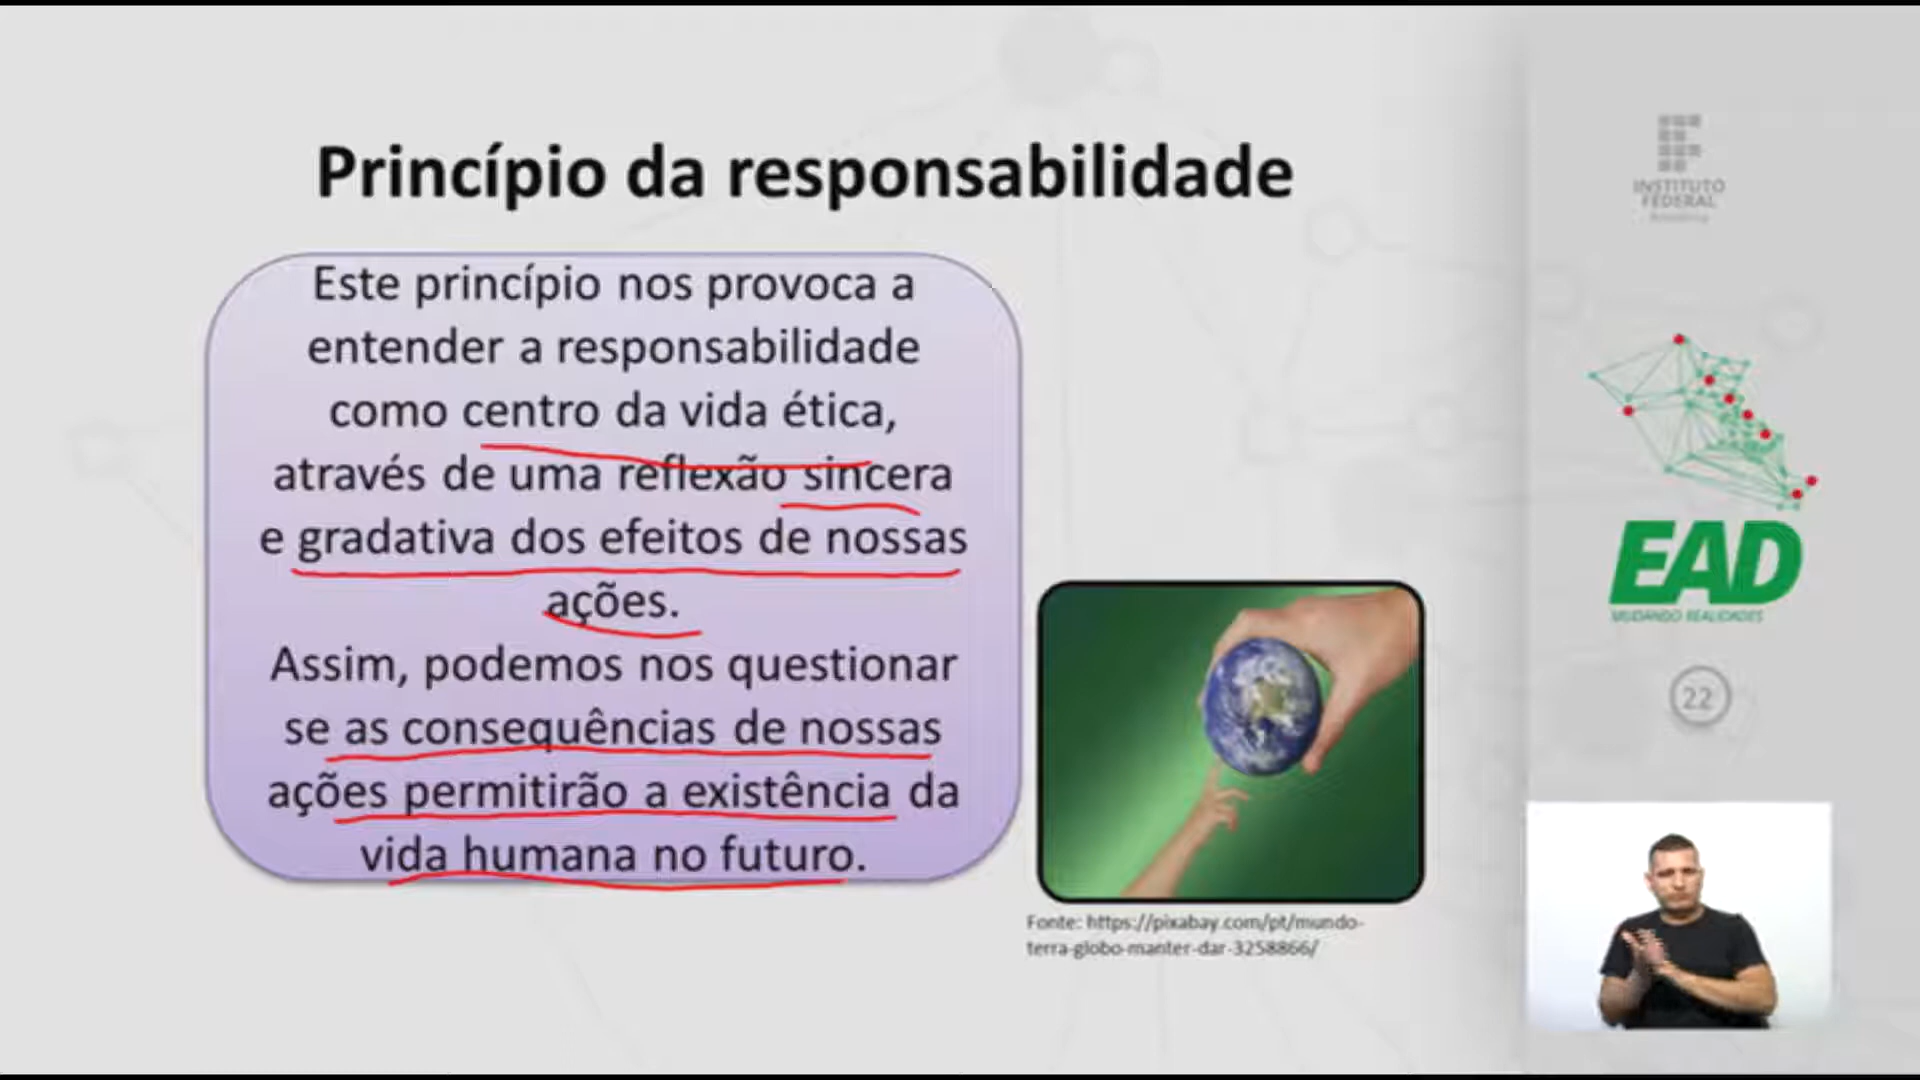 Princípio da responsabilidade
Este princípio nos provoca a
entender a responsabilidade
como centro da vida ética,
através de uma reflexão sincera
e gradativa dos efeitos de nossas
ações.
Assim, podemos nos questionar
se as consequências de nossas
ações permitirão a existência da
vida humana no futuro.
Fonte: https://pixabay.com/pt/mundo-
terra-globo-manter-dar-3258866/
INSTITUTO
FEDERAL
EAD
MUDANDO REALIDADES
22